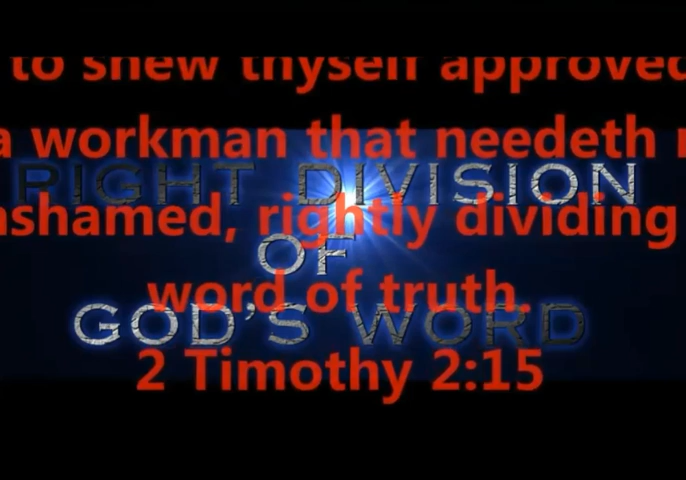 to shew thyself approved
a workman that needeth
RIGHT DIVISION
ashamed, rightly dividing
OF
word of truth.
GOD'S WORD
2 Timothy 2:15